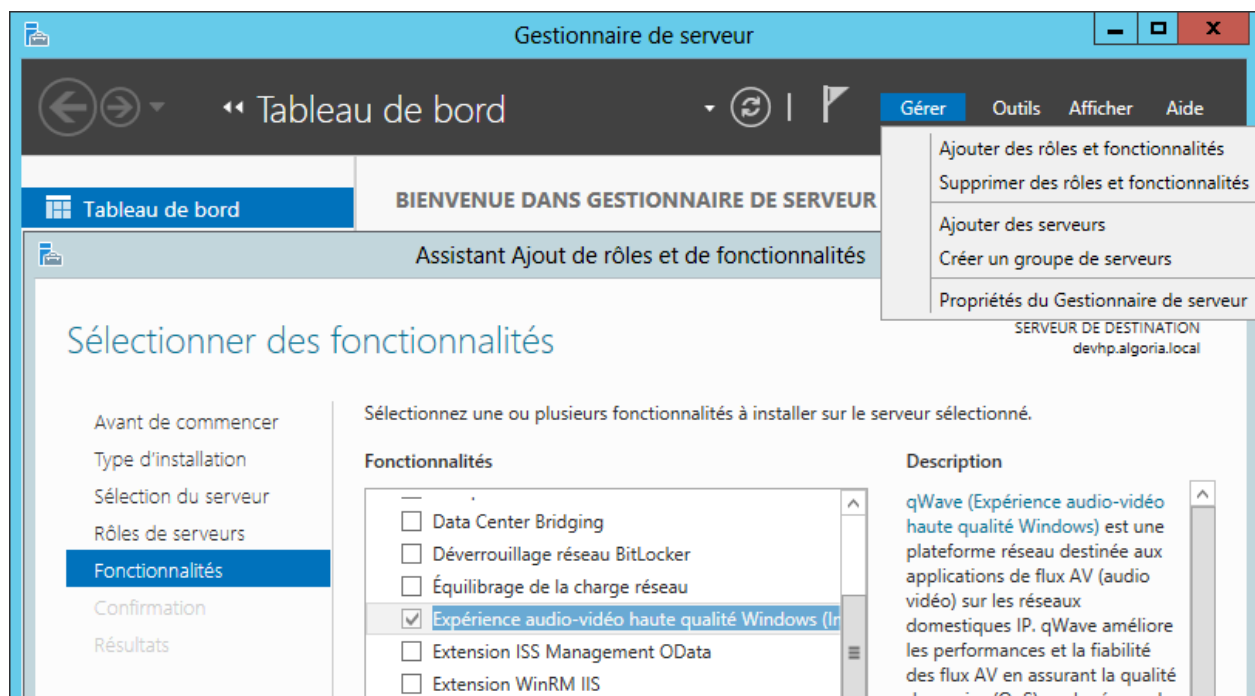 Gestionnaire de serveur
Tableau de bord
Gérer Outils Afficher Aide
Ajouter des rôles et fonctionnalités
Supprimer des rôles et fonctionnalités
Ajouter des serveurs
Créer un groupe de serveurs
Propriétés du Gestionnaire de serveur
Tableau de bord
BIENVENUE DANS GESTIONNAIRE DE SERVEUR
Assistant Ajout de rôles et de fonctionnalités
Sélectionner des fonctionnalités
SERVEUR DE DESTINATION
devhp.algoria.local
Avant de commencer
Type d'installation
Sélection du serveur
Rôles de serveurs
Fonctionnalités
Confirmation
Résultats
Sélectionnez une ou plusieurs fonctionnalités à installer sur le serveur sélectionné.
Fonctionnalités
Data Center Bridging
Déverrouillage réseau BitLocker
Équilibrage de la charge réseau
Expérience audio-vidéo haute qualité Windows (In
Extension ISS Management OData
Extension WinRM IIS
Description
qWave (Expérience audio-vidéo
haute qualité Windows) est une
plateforme réseau destinée aux
applications de flux AV (audio
vidéo) sur les réseaux
domestiques IP. qWave améliore
les performances et la fiabilité
des flux AV en assurant la qualité